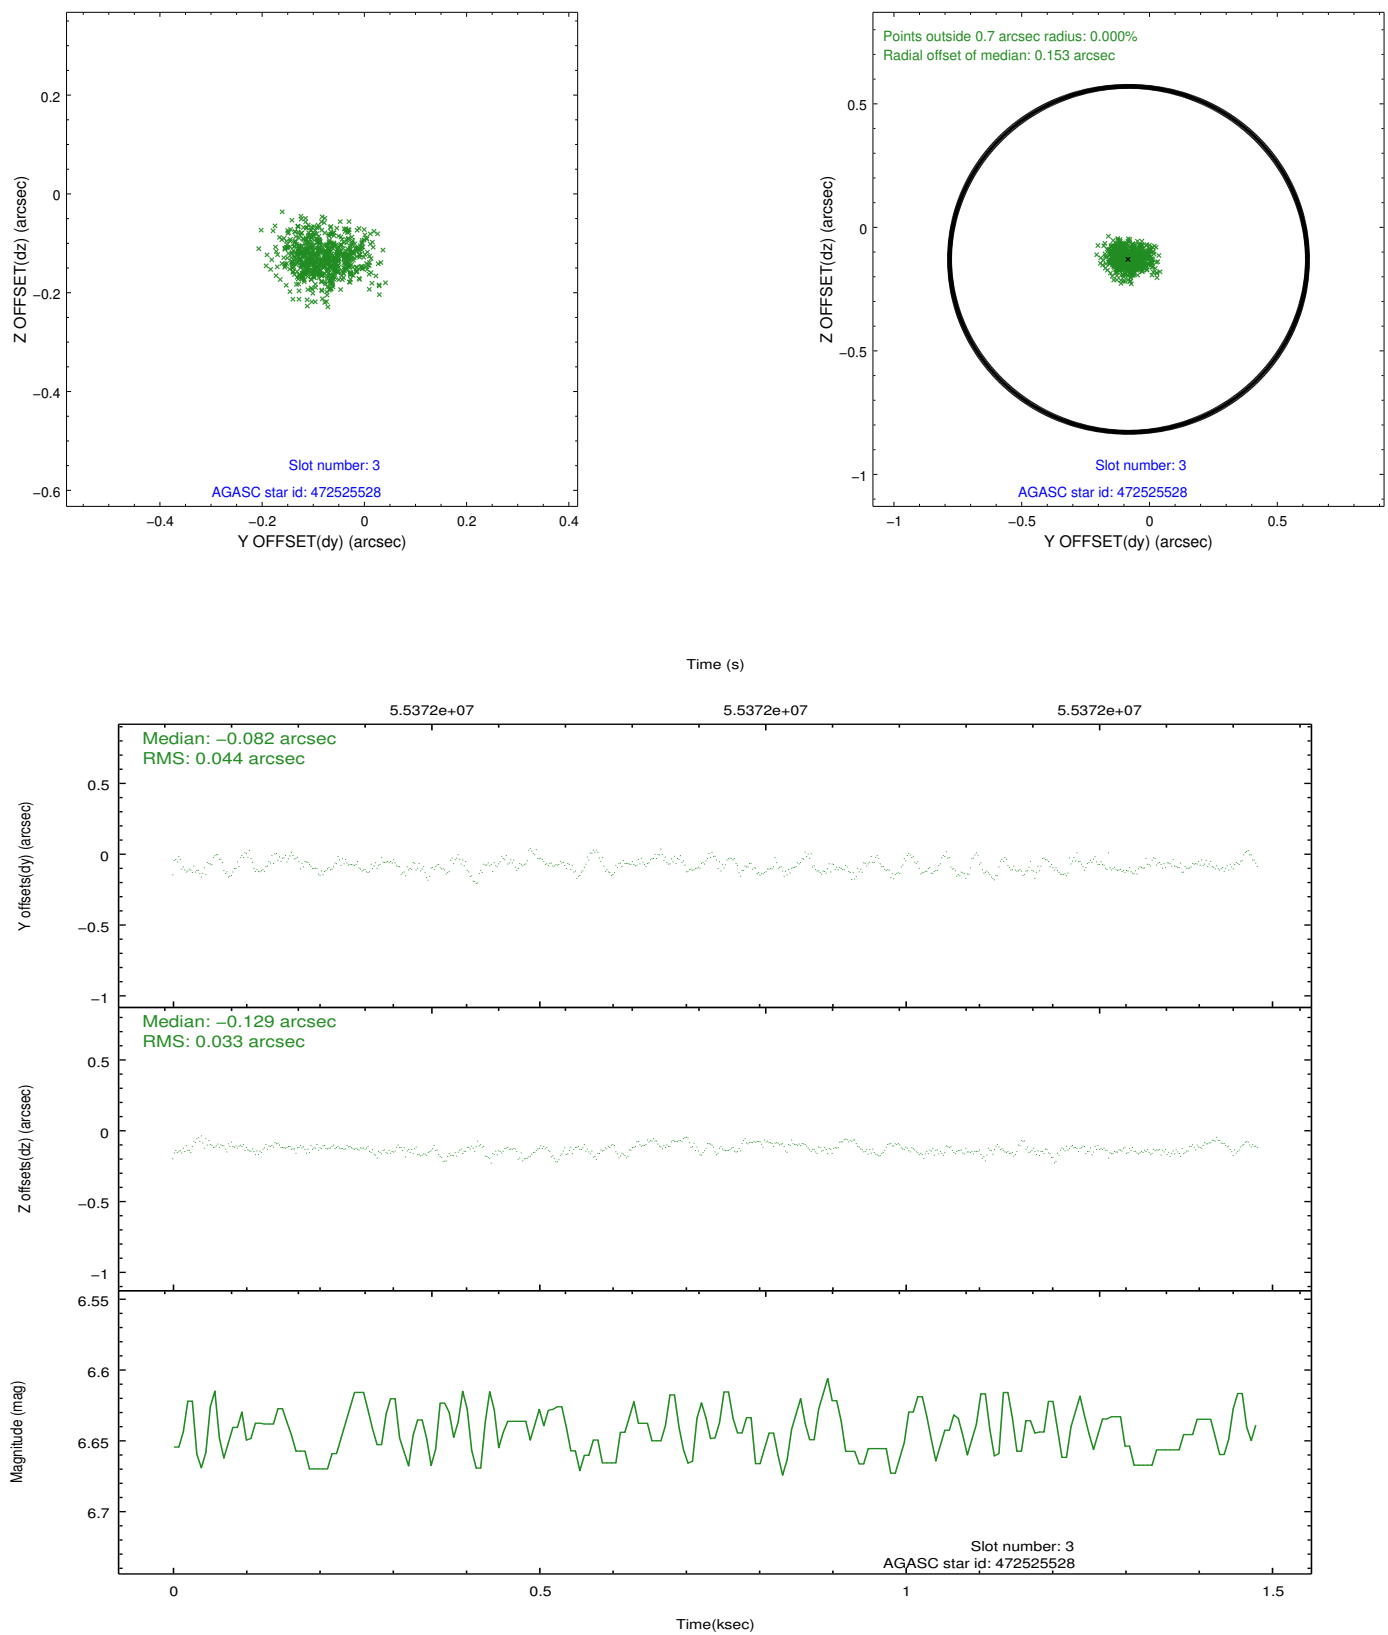 0.2
0
−0.2
−0.4
−0.6
Z OFFSET(dz) (arcsec)
Slot number: 3
AGASC star id: 472525528
−0.4
−0.2
0
0.2
0.4
Y OFFSET(dy) (arcsec)
Points outside 0.7 arcsec radius: 0.000%
Radial offset of median: 0.153 arcsec
0.5
0
−0.5
−1
Z OFFSET(dz) (arcsec)
Slot number: 3
AGASC star id: 472525528
−1
−0.5
0
0.5
Y OFFSET(dy) (arcsec)
Time (s)
5.5372e+07
5.5372e+07
5.5372e+07
Median: −0.082 arcsec
RMS: 0.044 arcsec
0.5
0
−0.5
−1
Y offsets(dy) (arcsec)
Median: −0.129 arcsec
RMS: 0.033 arcsec
0.5
0
−0.5
−1
Z offsets(dz) (arcsec)
6.55
6.6
6.65
6.7
Magnitude (mag)
Slot number: 3
AGASC star id: 472525528
0
0.5
1
1.5
Time(ksec)